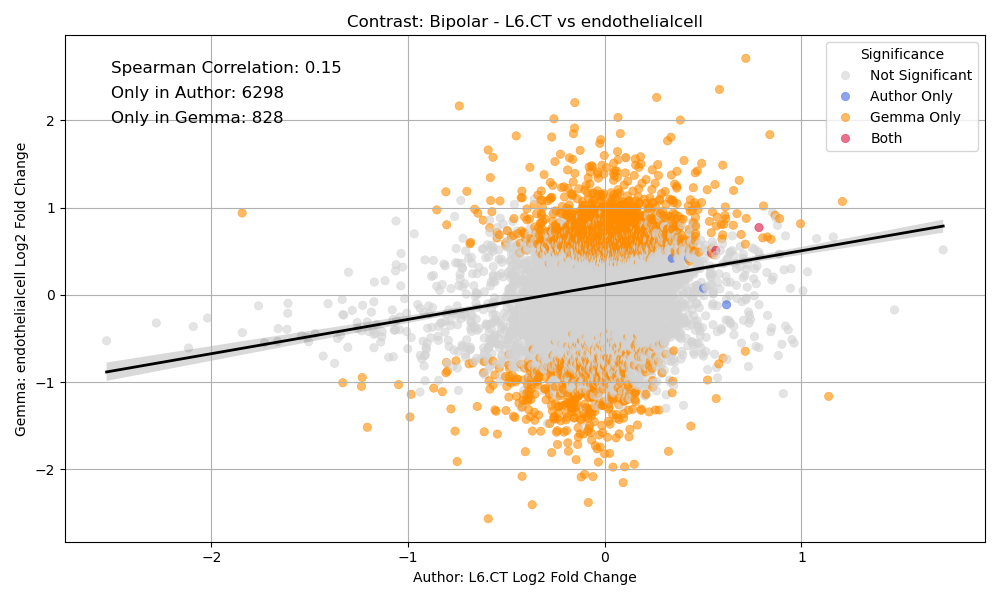 Contrast: Bipolar - L6.CT vs endothelialcell
Spearman Correlation: 0.15
Only in Author: 6298
Only in Gemma: 828
Significance
Not Significant
Author Only
Gemma Only
Both
Gemma: endothelialcell Log2 Fold Change
2
1
0
−1
−2
−2
−1
0
1
Author: L6.CT Log2 Fold Change